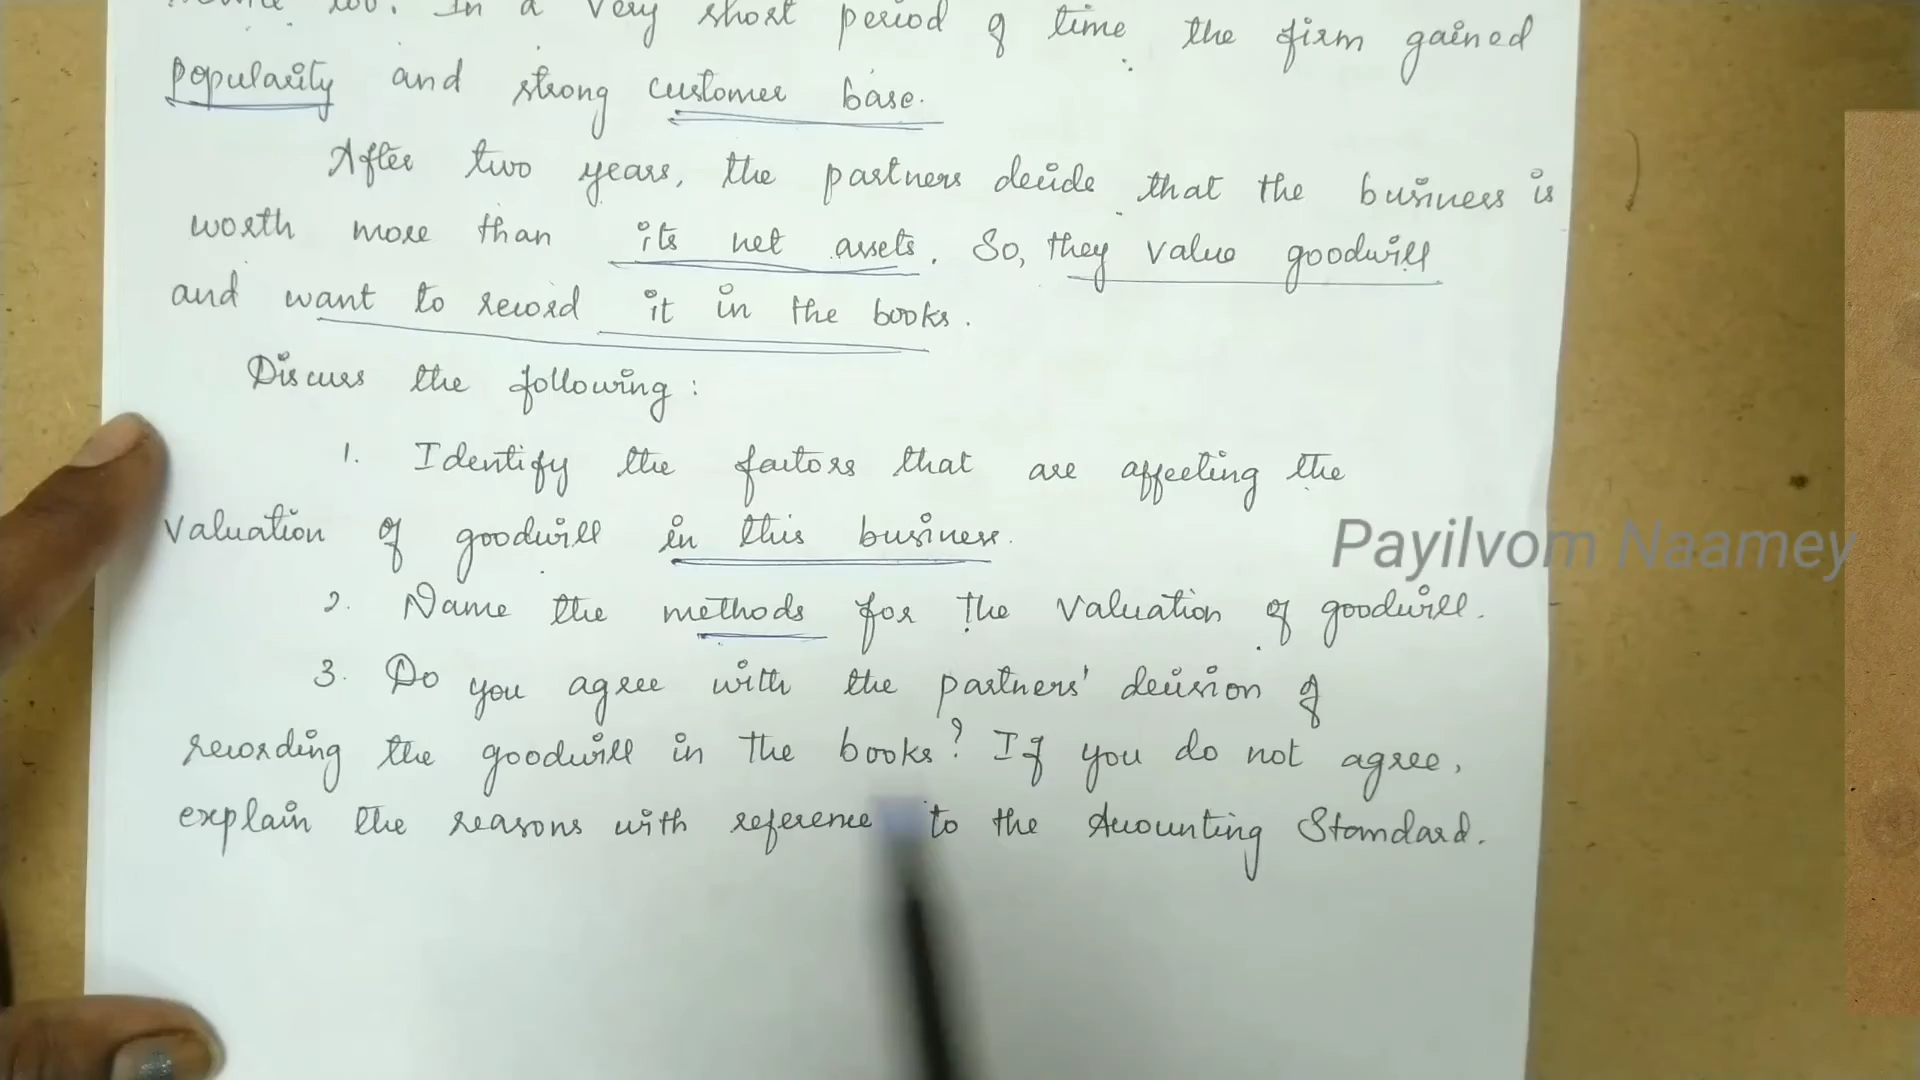 too. In a very short period of time the firm gained
popularity and strong customer base.
After two years, the partners decide that the business is
worth more than its net assets. So, they value goodwill
and want to record it in the books.
Discuss the following:
1. Identify the factors that are affecting the
valuation of goodwill in this business.
2. Name the methods for the valuation of goodwill.
3. Do you agree with the partners' decision of
recording the goodwill in the books? If you do not agree,
explain the reasons with reference to the Accounting Standard.
Payilvom Naamey